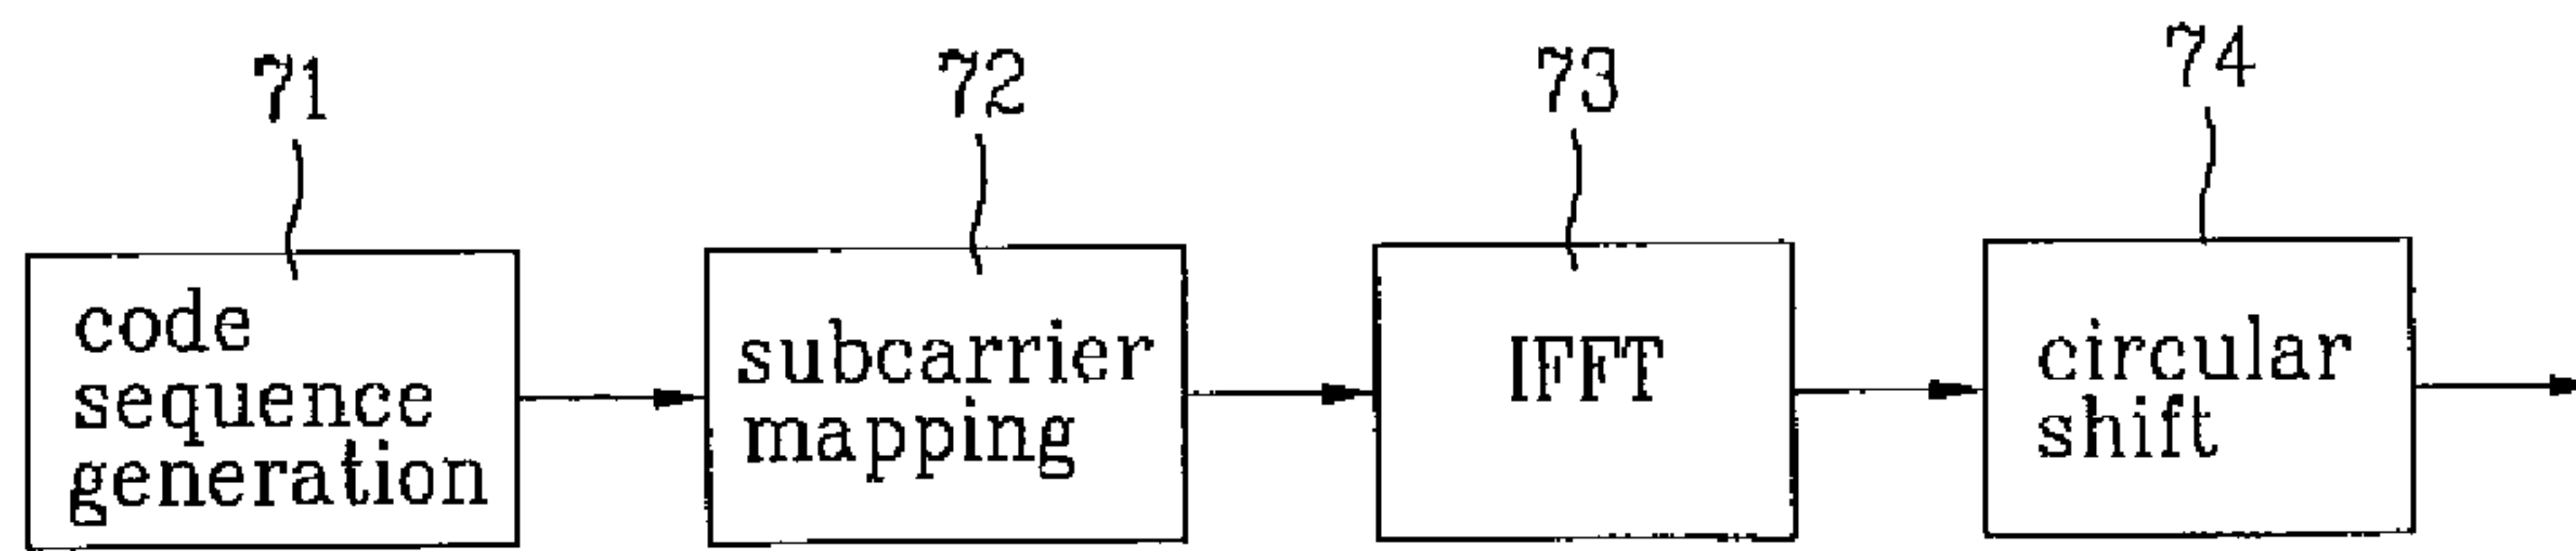 71
72
73
74
code
sequence
generation
subcarrier
mapping
IFFT
circular
shift